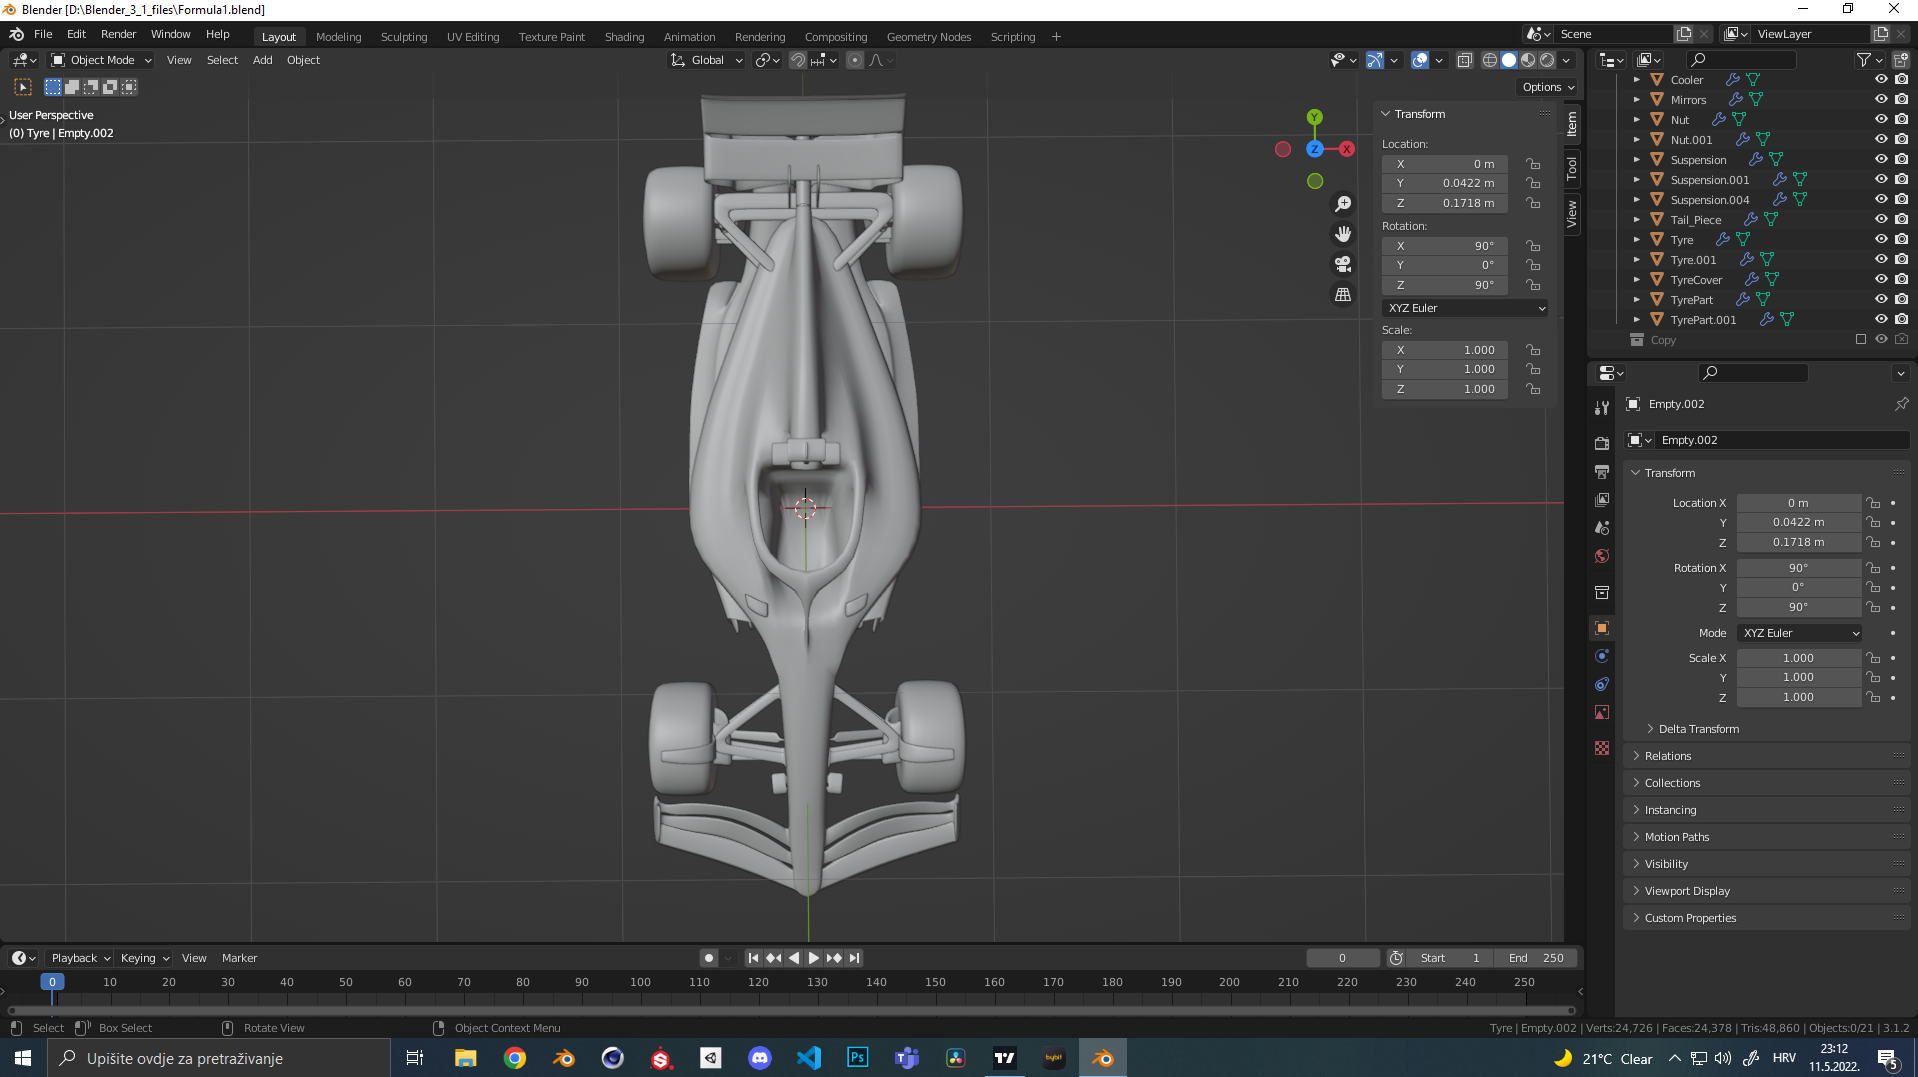 Blender [D:\Blender_3_1_files\Formula1.blend]
File Edit Render Window Help
Layout Modeling Sculpting UV Editing Texture Paint Shading Animation Rendering Compositing Geometry Nodes Scripting +
Scene
ViewLayer
Object Mode View Select Add Object
Global
Options
User Perspective
(0) Tyre | Empty.002
Y
Z
X
Item
Tool
View
Transform
Location:
X 0 m
Y 0.0422 m
Z 0.1718 m
Rotation:
X 90°
Y 0°
Z 90°
XYZ Euler
Scale:
X 1.000
Y 1.000
Z 1.000
Cooler
Mirrors
Nut
Nut.001
Suspension
Suspension.001
Suspension.004
Tail_Piece
Tyre
Tyre.001
TyreCover
TyrePart
TyrePart.001
Copy
Empty.002
Empty.002
Transform
Location X 0 m
Y 0.0422 m
Z 0.1718 m
Rotation X 90°
Y 0°
Z 90°
Mode XYZ Euler
Scale X 1.000
Y 1.000
Z 1.000
Delta Transform
Relations
Collections
Instancing
Motion Paths
Visibility
Viewport Display
Custom Properties
Playback Keying View Marker
0
Start 1
End 250
0 10 20 30 40 50 60 70 80 90 100 110 120 130 140 150 160 170 180 190 200 210 220 230 240 250
Select Box Select Rotate View Object Context Menu
Tyre | Empty.002 | Verts:24,726 | Faces:24,378 | Tris:48,860 | Objects:0/21 | 3.1.2
Upišite ovdje za pretraživanje
Ps
bybit
21°C Clear
HRV
23:12
11.5.2022.
5